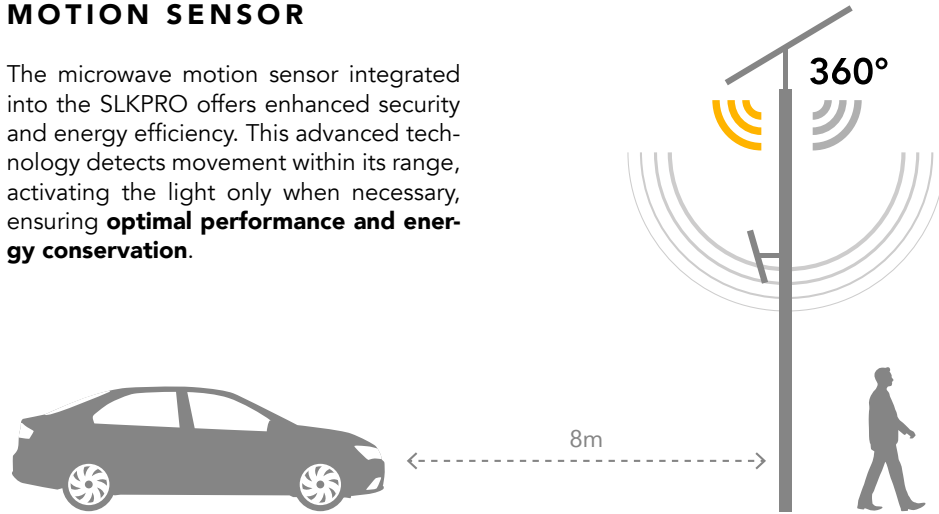 MOTION SENSOR
The microwave motion sensor integrated
into the SLKPRO offers enhanced security
and energy efficiency. This advanced tech-
nology detects movement within its range,
activating the light only when necessary,
ensuring optimal performance and ener-
gy conservation.
360°
8m